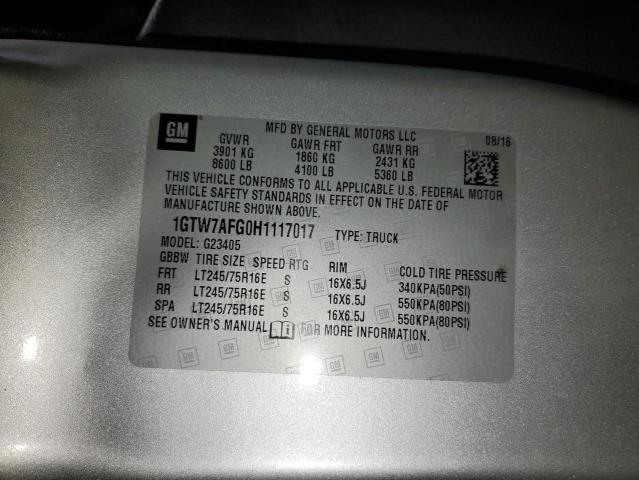 GM
MFD BY GENERAL MOTORS LLC
08/16
GVWR GAWR FRT GAWR RR
3901 KG 1860 KG 2431 KG
8600 LB 4100 LB 5360 LB
THIS VEHICLE CONFORMS TO ALL APPLICABLE U.S. FEDERAL MOTOR
VEHICLE SAFETY STANDARDS IN EFFECT ON THE DATE OF
MANUFACTURE SHOWN ABOVE.
1GTW7AFG0H1117017 TYPE: TRUCK
MODEL: G23405
GBBW TIRE SIZE SPEED RTG RIM COLD TIRE PRESSURE
FRT LT245/75R16E S 16X6.5J 340KPA(50PSI)
RR LT245/75R16E S 16X6.5J 550KPA(80PSI)
SPA LT245/75R16E S 16X6.5J 550KPA(80PSI)
SEE OWNER'S MANUAL FOR MORE INFORMATION.